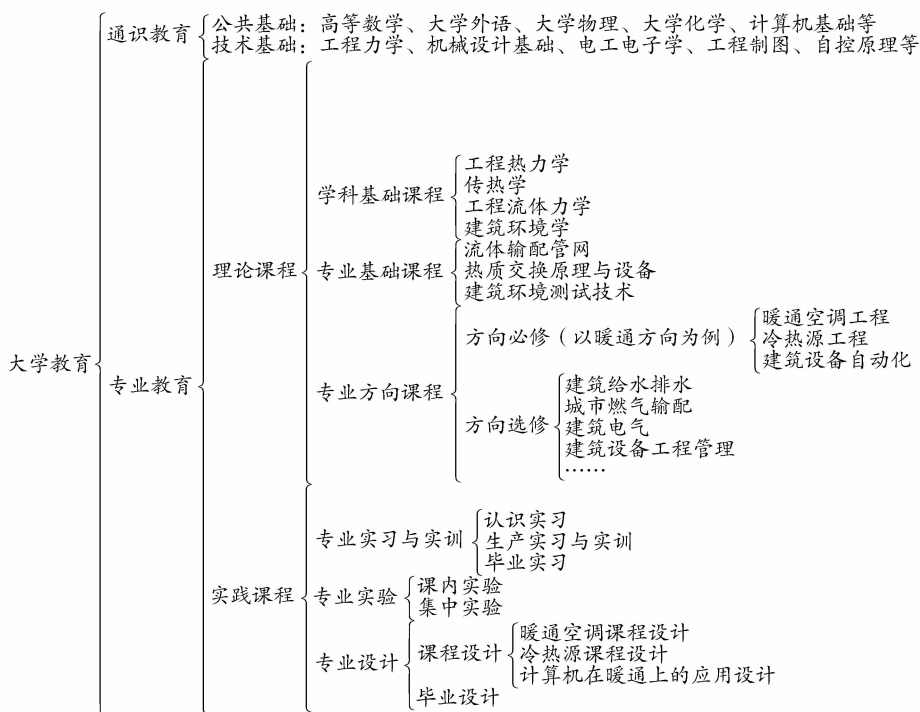 通识教育
公共基础：高等数学、大学外语、大学物理、大学化学、计算机基础等
技术基础：工程力学、机械设计基础、电工电子学、工程制图、自控原理等
大学教育
专业教育
理论课程
学科基础课程
工程热力学
传热学
工程流体力学
建筑环境学
专业基础课程
流体输配管网
热质交换原理与设备
建筑环境测试技术
专业方向课程
方向必修（以暖通方向为例）
暖通空调工程
冷热源工程
建筑设备自动化
方向选修
建筑给水排水
城市燃气输配
建筑电气
建筑设备工程管理
……
实践课程
专业实习与实训
认识实习
生产实习与实训
毕业实习
专业实验
课内实验
集中实验
专业设计
课程设计
暖通空调课程设计
冷热源课程设计
计算机在暖通上的应用设计
毕业设计